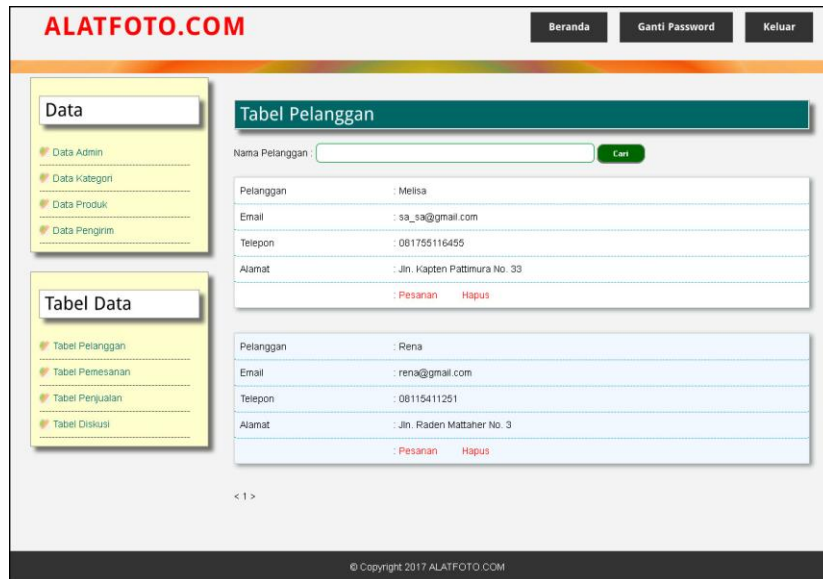 ALATFOTO.COM
Beranda
Ganti Password
Keluar
Data
Data Admin
Data Kategori
Data Produk
Data Pengirim
Tabel Data
Tabel Pelanggan
Tabel Pemesanan
Tabel Penjualan
Tabel Diskusi
Tabel Pelanggan
Nama Pelanggan :
Cari
Pelanggan : Melisa
Email : sa_sa@gmail.com
Telepon : 081755116455
Alamat : Jln. Kapten Pattimura No. 33
: Pesanan Hapus
Pelanggan : Rena
Email : rena@gmail.com
Telepon : 08115411251
Alamat : Jln. Raden Mattaher No. 3
: Pesanan Hapus
< 1 >
© Copyright 2017 ALATFOTO.COM